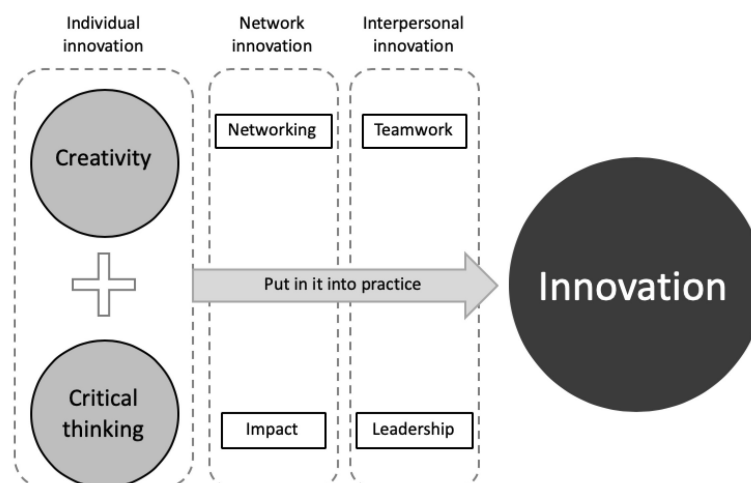 Individual
innovation
Network
innovation
Interpersonal
innovation
Creativity
Networking
Teamwork
Put in it into practice
Innovation
Critical
thinking
Impact
Leadership